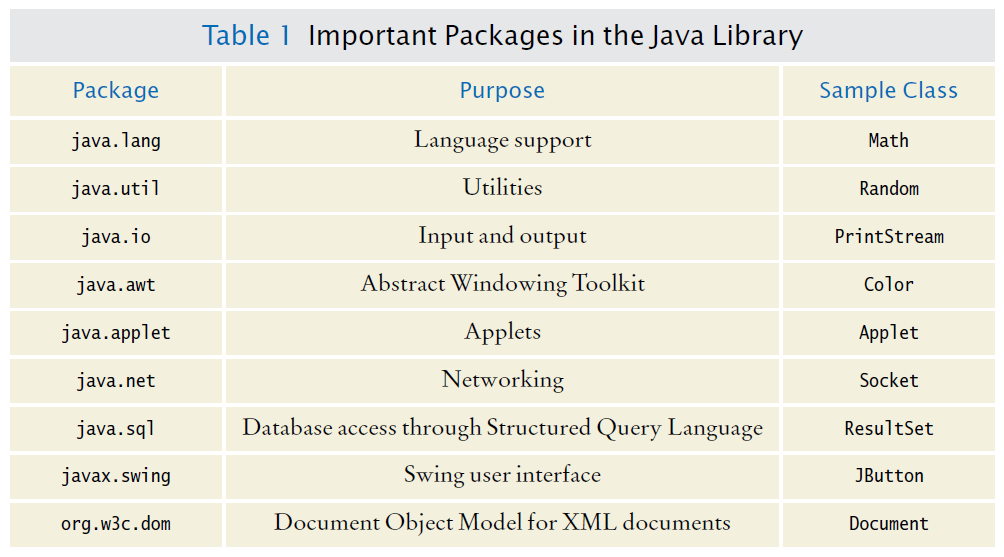 Table 1 Important Packages in the Java Library
Package Purpose Sample Class
java.lang Language support Math
java.util Utilities Random
java.io Input and output PrintStream
java.awt Abstract Windowing Toolkit Color
java.applet Applets Applet
java.net Networking Socket
java.sql Database access through Structured Query Language ResultSet
javax.swing Swing user interface JButton
org.w3c.dom Document Object Model for XML documents Document